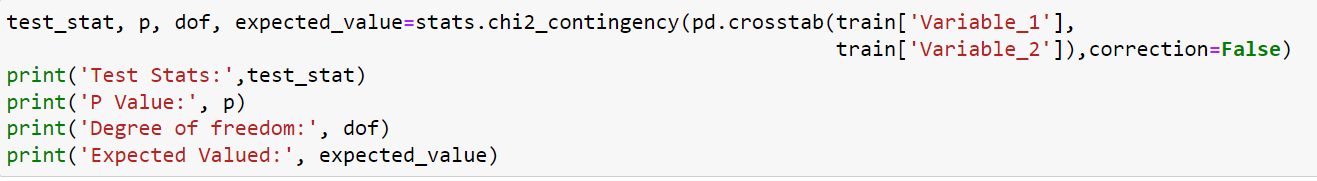 test_stat, p, dof, expected_value=stats.chi2_contingency(pd.crosstab(train['Variable_1'],
train['Variable_2']),correction=False)
print('Test Stats:',test_stat)
print('P Value:', p)
print('Degree of freedom:', dof)
print('Expected Valued:', expected_value)